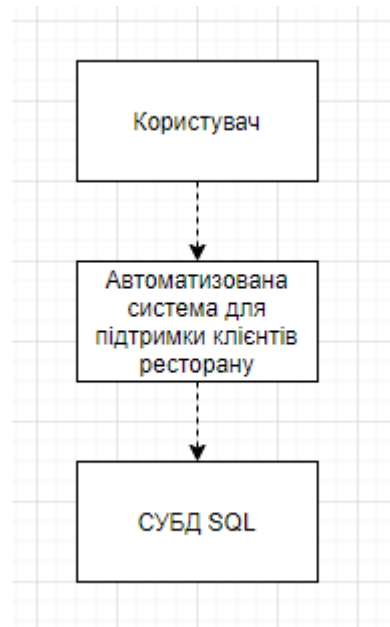 Користувач
Автоматизована
система для
підтримки клієнтів
ресторану
СУБД SQL